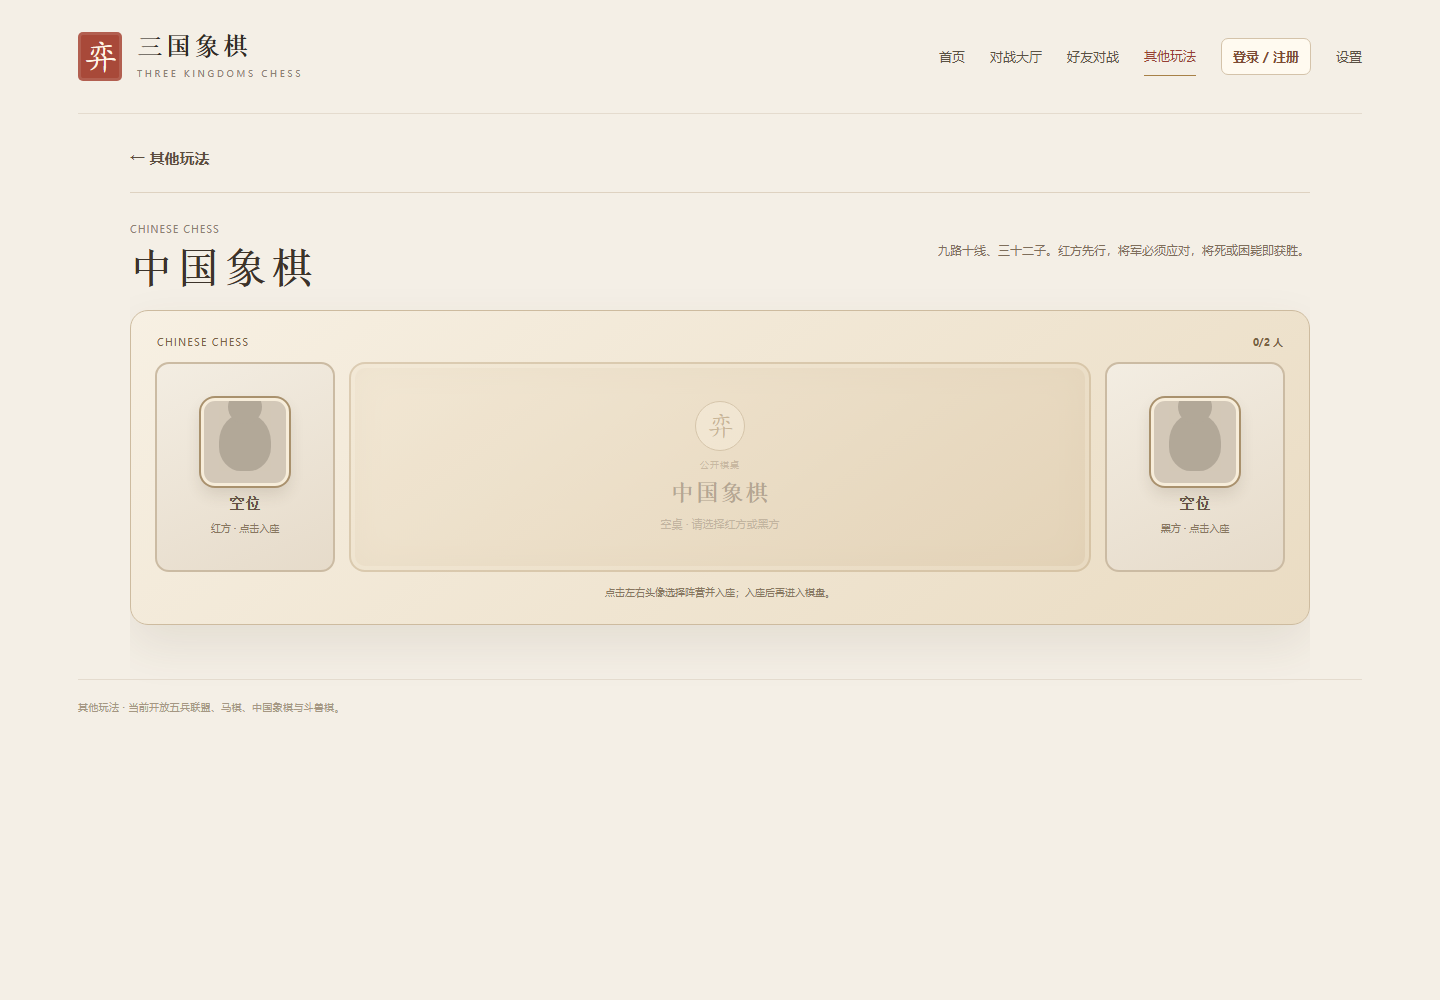 弈
三国象棋
THREE KINGDOMS CHESS
首页 对战大厅 好友对战 其他玩法 登录 / 注册 设置
← 其他玩法
CHINESE CHESS
中国象棋
九路十线、三十二子。红方先行，将军必须应对，将死或困毙即获胜。
CHINESE CHESS
0/2 人
空位
红方 · 点击入座
弈
公开棋桌
中国象棋
空桌 · 请选择红方或黑方
空位
黑方 · 点击入座
点击左右头像选择阵营并入座；入座后再进入棋盘。
其他玩法 · 当前开放五兵联盟、马棋、中国象棋与斗兽棋。